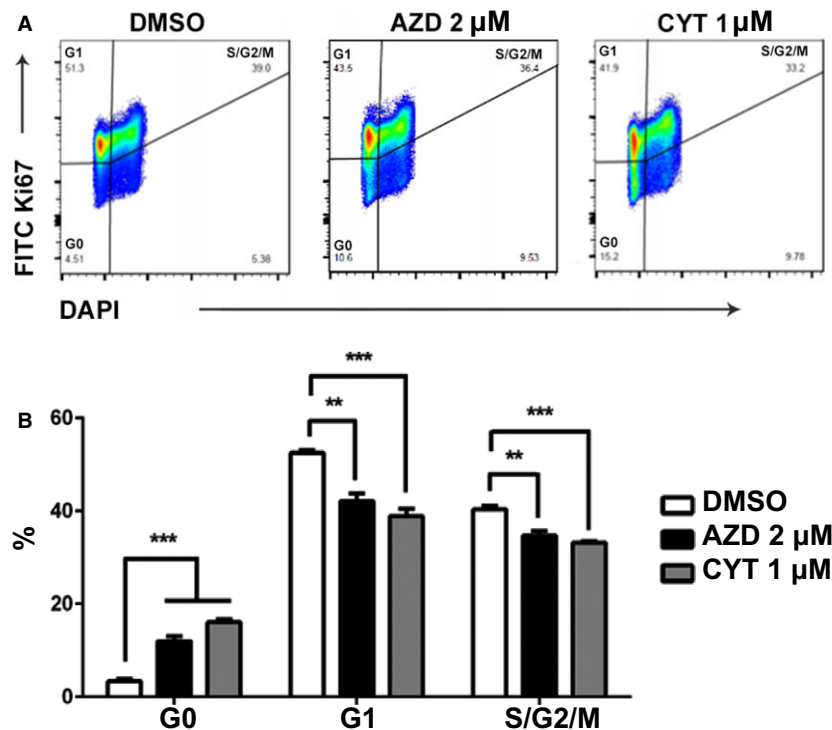 A
DMSO
AZD 2 µM
CYT 1µM
G1
S/G2/M
51.3
39.0
G0
4.51
5.38
G1
S/G2/M
43.5
36.4
G0
10.6
9.53
G1
S/G2/M
41.9
33.2
G0
15.2
9.78
FITC Ki67
DAPI
B
%
60
40
20
0
***
**
***
**
***
G0
G1
S/G2/M
DMSO
AZD 2 µM
CYT 1 µM